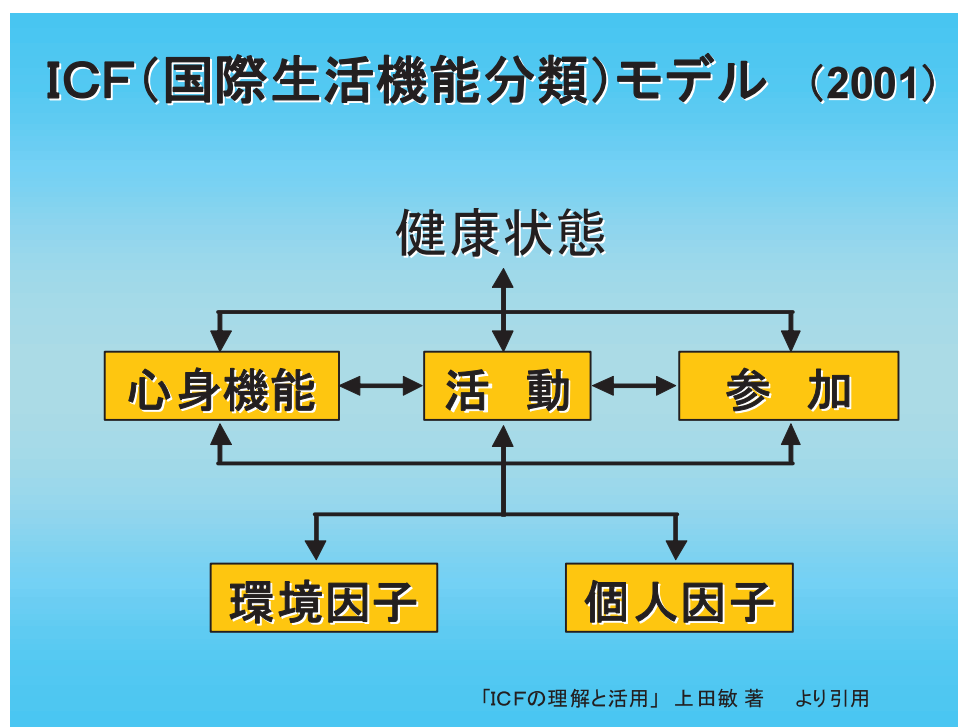 ICF(国際生活機能分類)モデル (2001)
健康状態
心身機能 活 動 参 加
環境因子 個人因子
「ICFの理解と活用」 上田敏 著 より引用